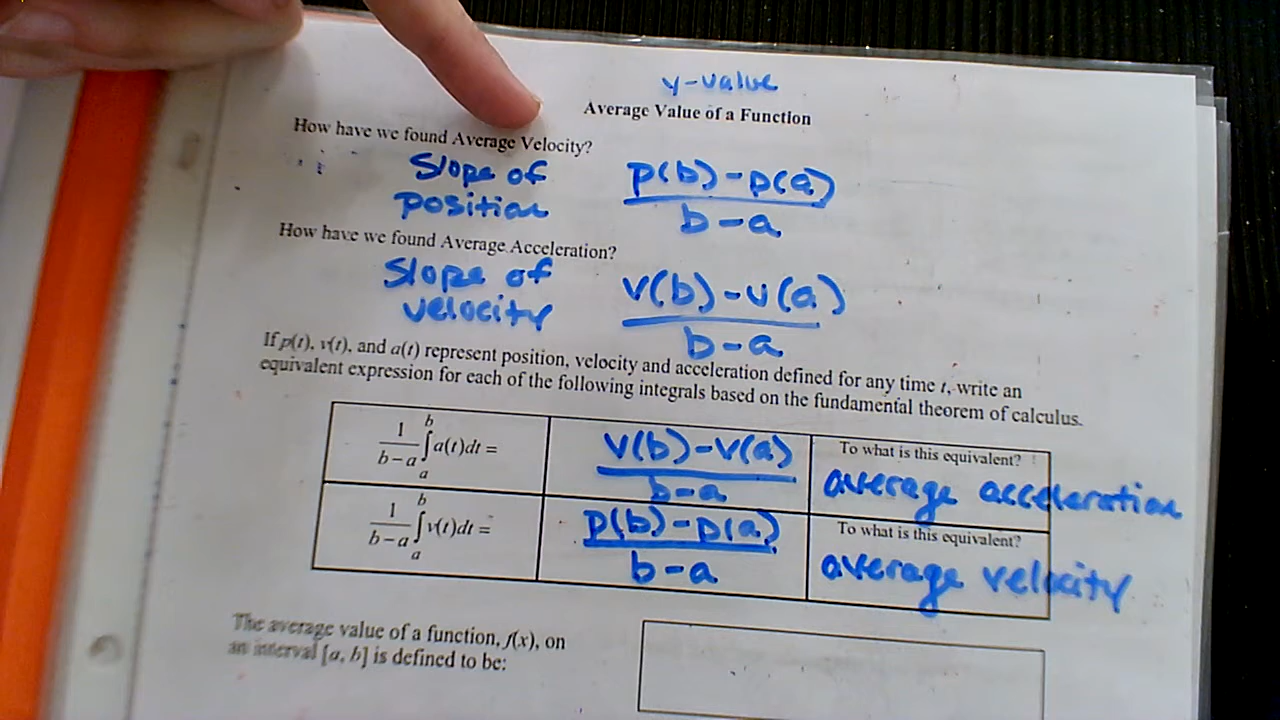 y-value
Average Value of a Function
How have we found Average Velocity?
Slope of
position
p(b)-p(a)
b-a
How have we found Average Acceleration?
Slope of
velocity
v(b)-v(a)
b-a
If p(t), v(t), and a(t) represent position, velocity and acceleration defined for any time t, write an
equivalent expression for each of the following integrals based on the fundamental theorem of calculus.
1/(b-a) ∫_a^b a(t)dt =
v(b)-v(a)
b-a
To what is this equivalent?
average acceleration
1/(b-a) ∫_a^b v(t)dt =
p(b)-p(a)
b-a
To what is this equivalent?
average velocity
The average value of a function, f(x), on
an interval [a, b] is defined to be: